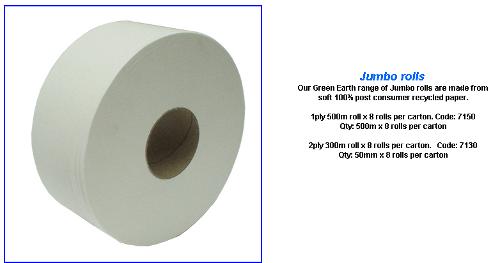 Jumbo rolls
Our Green Earth range of Jumbo rolls are made from
soft 100% post consumer recycled paper.
1ply 500m roll x 8 rolls per carton. Code: 7150
Qty: 500m x 8 rolls per carton
2ply 300m roll x 8 rolls per carton. Code: 7130
Qty: 50mm x 8 rolls per carton